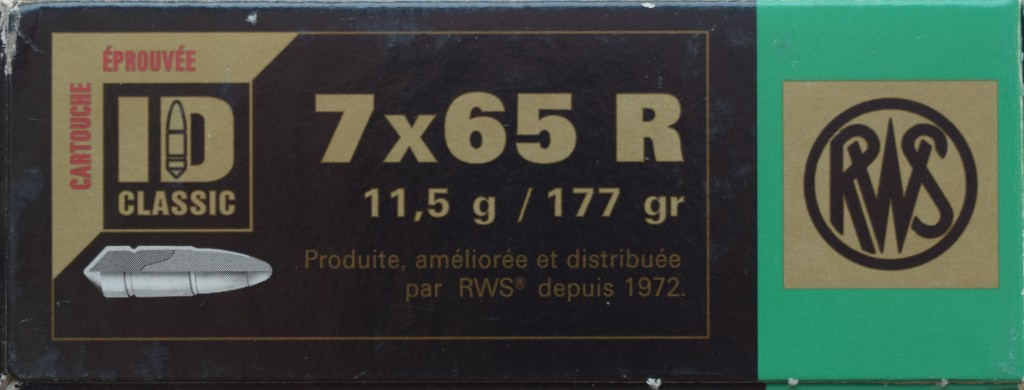 CARTOUCHE
ÉPROUVÉE
ID
CLASSIC
7x65 R
11,5 g / 177 gr
Produite, améliorée et distribuée
par RWS® depuis 1972.
RWS